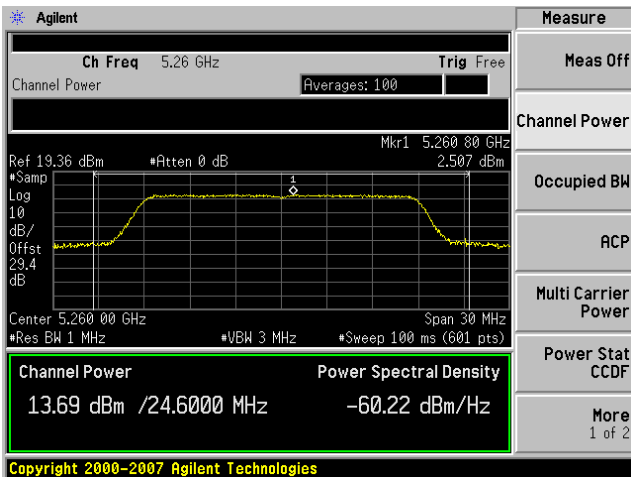 Agilent
Measure
Ch Freq 5.26 GHz Trig Free
Meas Off
Channel Power Averages: 100
Channel Power
Mkr1 5.260 80 GHz
Ref 19.36 dBm #Atten 0 dB 2.507 dBm
#Samp
1
Log
10
dB/
Offst
29.4
dB
Occupied BW
ACP
Center 5.260 00 GHz Span 30 MHz
#Res BW 1 MHz #VBW 3 MHz #Sweep 100 ms (601 pts)
Multi Carrier
Power
Channel Power Power Spectral Density
13.69 dBm /24.6000 MHz -60.22 dBm/Hz
Power Stat
CCDF
More
1 of 2
Copyright 2000-2007 Agilent Technologies